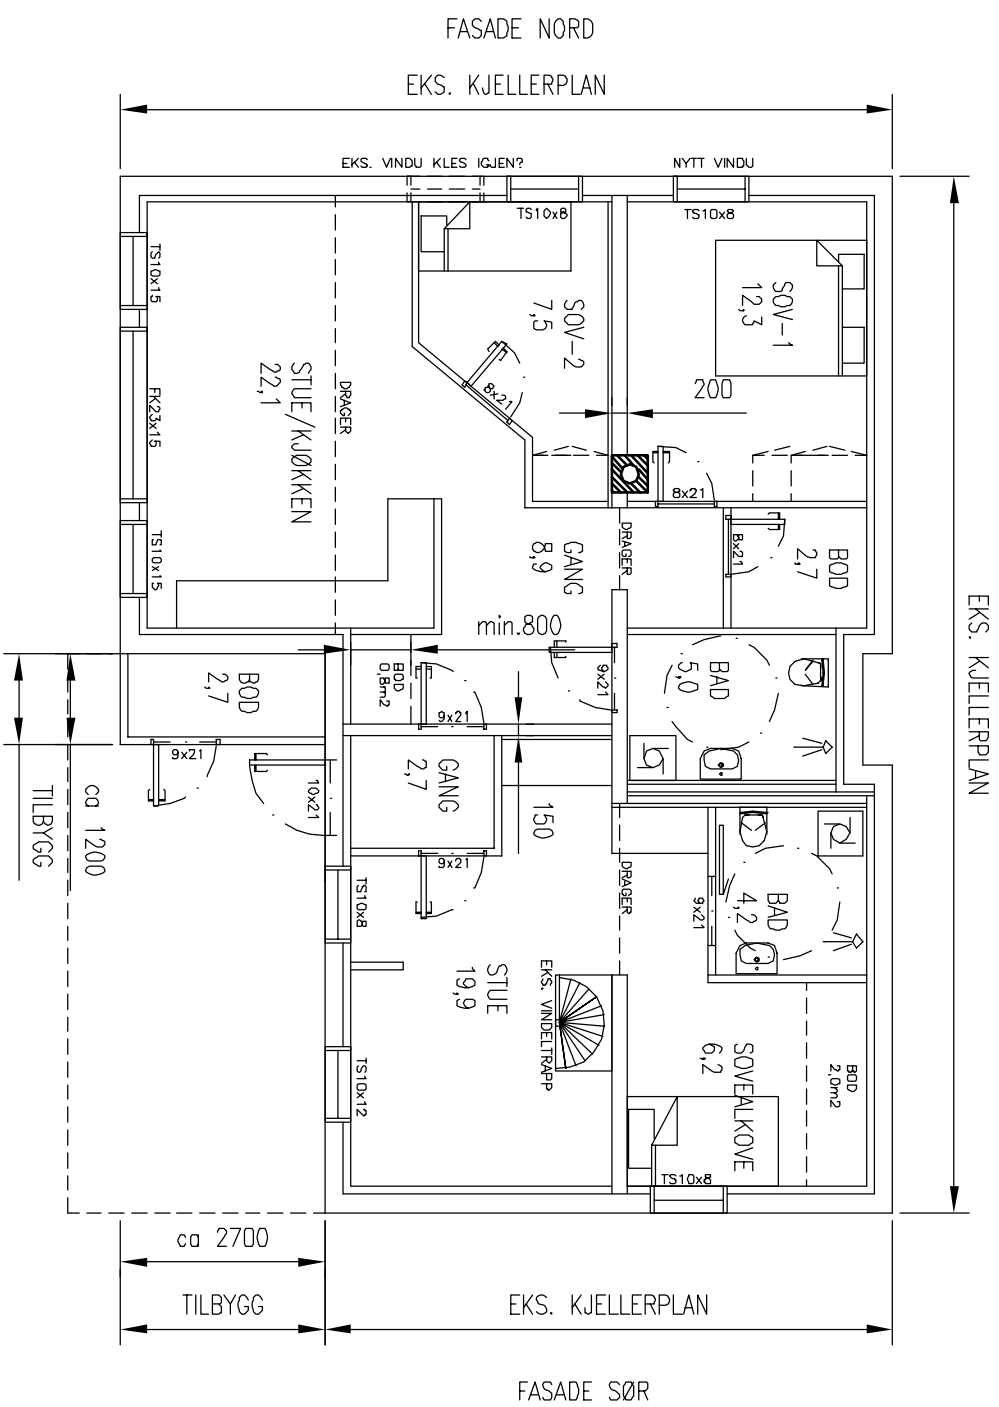 FASADE NORD
EKS. KJELLERPLAN
EKS. VINDU KLES IGJEN?
NYTT VINDU
TS10x8
TS10x8
TS10x15
SOV-1
12,3
SOV-2
7,5
200
8x21
STUE/KJØKKEN
22,1
DRAGER
FK23x15
8x21
TS10x15
GANG
8,9
DRAGER
8x21
BOD
2,7
EKS. KJELLERPLAN
min.800
BOD
0,8m2
9x21
9x21
BAD
5,0
BOD
2,7
9x21
10x21
GANG
2,7
9x21
150
ca 1200
TILBYGG
TS10x8
DRAGER
9x21
BAD
4,2
STUE
19,9
EKS. VINDELTRAPP
SOVEALKOVE
6,2
BOD
2,0m2
TS10x12
TS10x8
ca 2700
TILBYGG
EKS. KJELLERPLAN
FASADE SØR